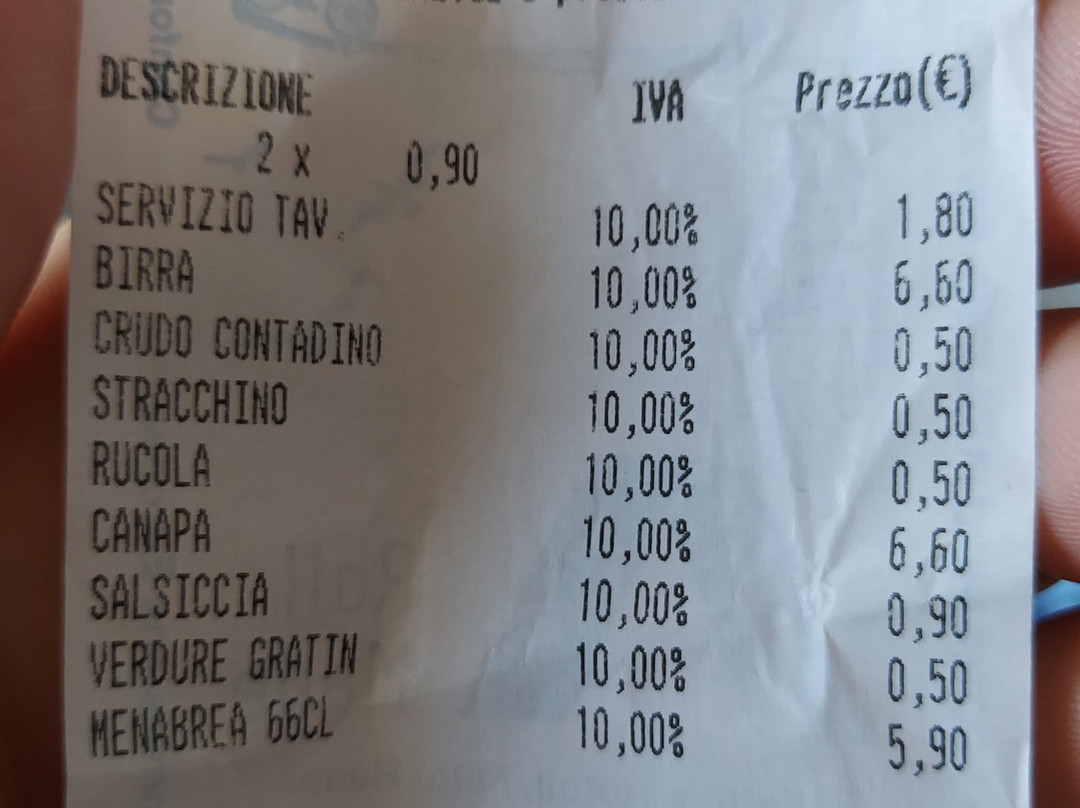 DESCRIZIONE IVA Prezzo(€)
2 x 0,90
SERVIZIO TAV. 10,00% 1,80
BIRRA 10,00% 6,60
CRUDO CONTADINO 10,00% 0,50
STRACCHINO 10,00% 0,50
RUCOLA 10,00% 0,50
CANAPA 10,00% 6,60
SALSICCIA 10,00% 0,90
VERDURE GRATIN 10,00% 0,50
MENABREA 66CL 10,00% 5,90